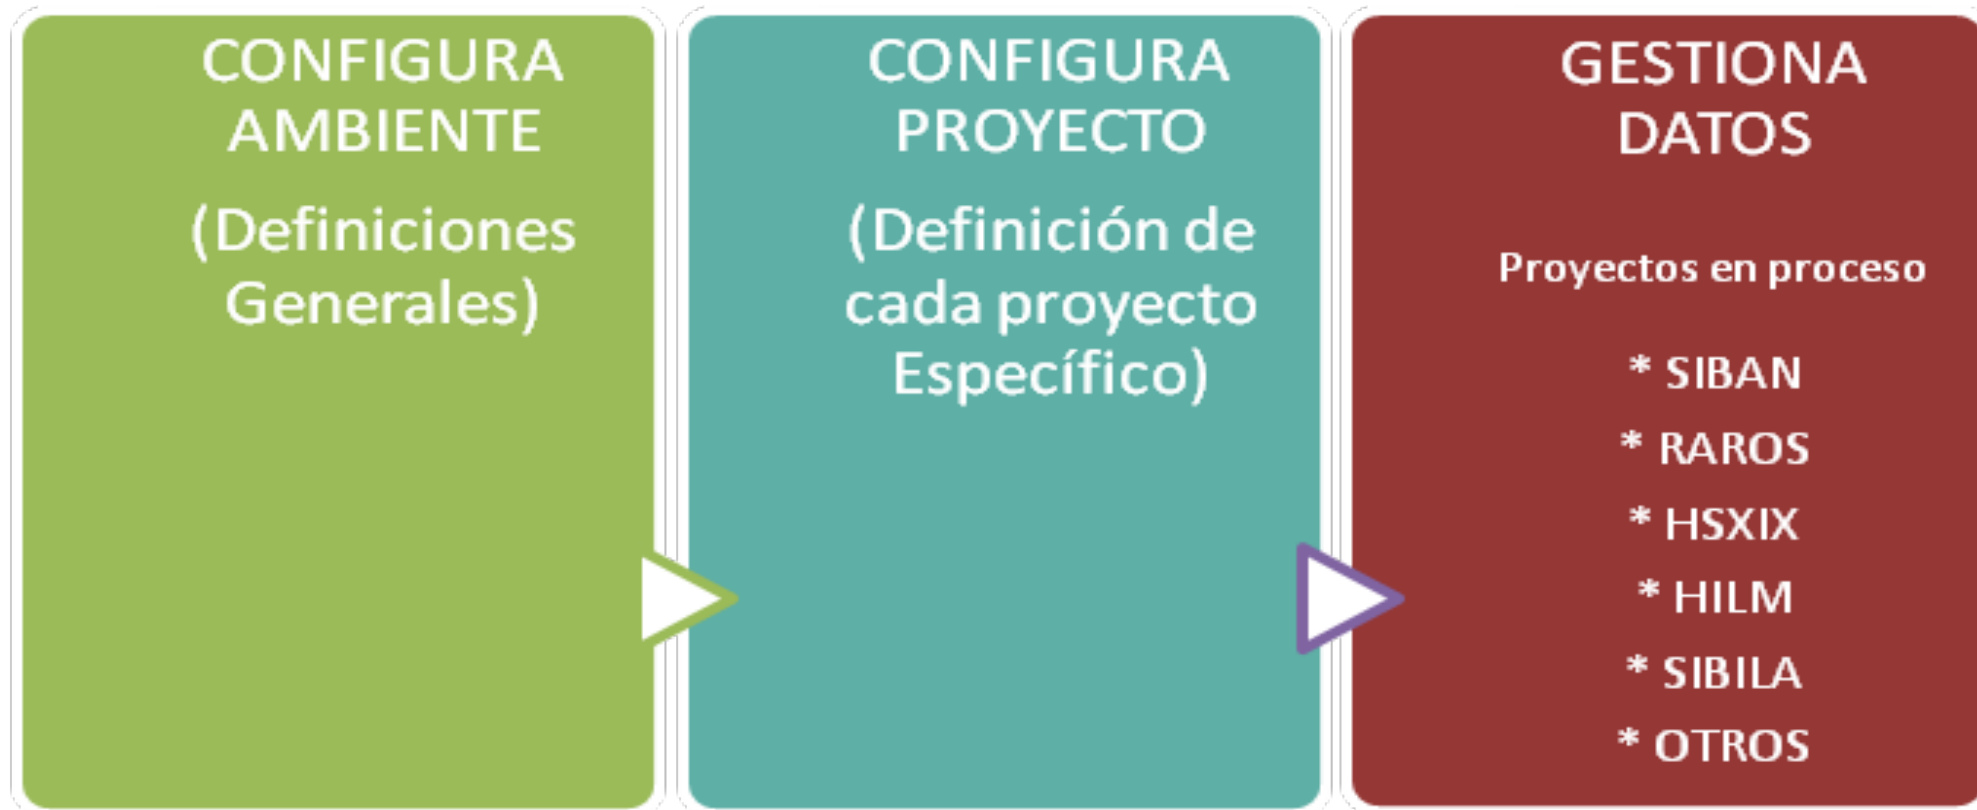 CONFIGURA
AMBIENTE
(Definiciones
Generales)
CONFIGURA
PROYECTO
(Definición de
cada proyecto
Específico)
GESTIONA
DATOS
Proyectos en proceso
* SIBAN
* RAROS
* HSXIX
* HILM
* SIBILA
* OTROS